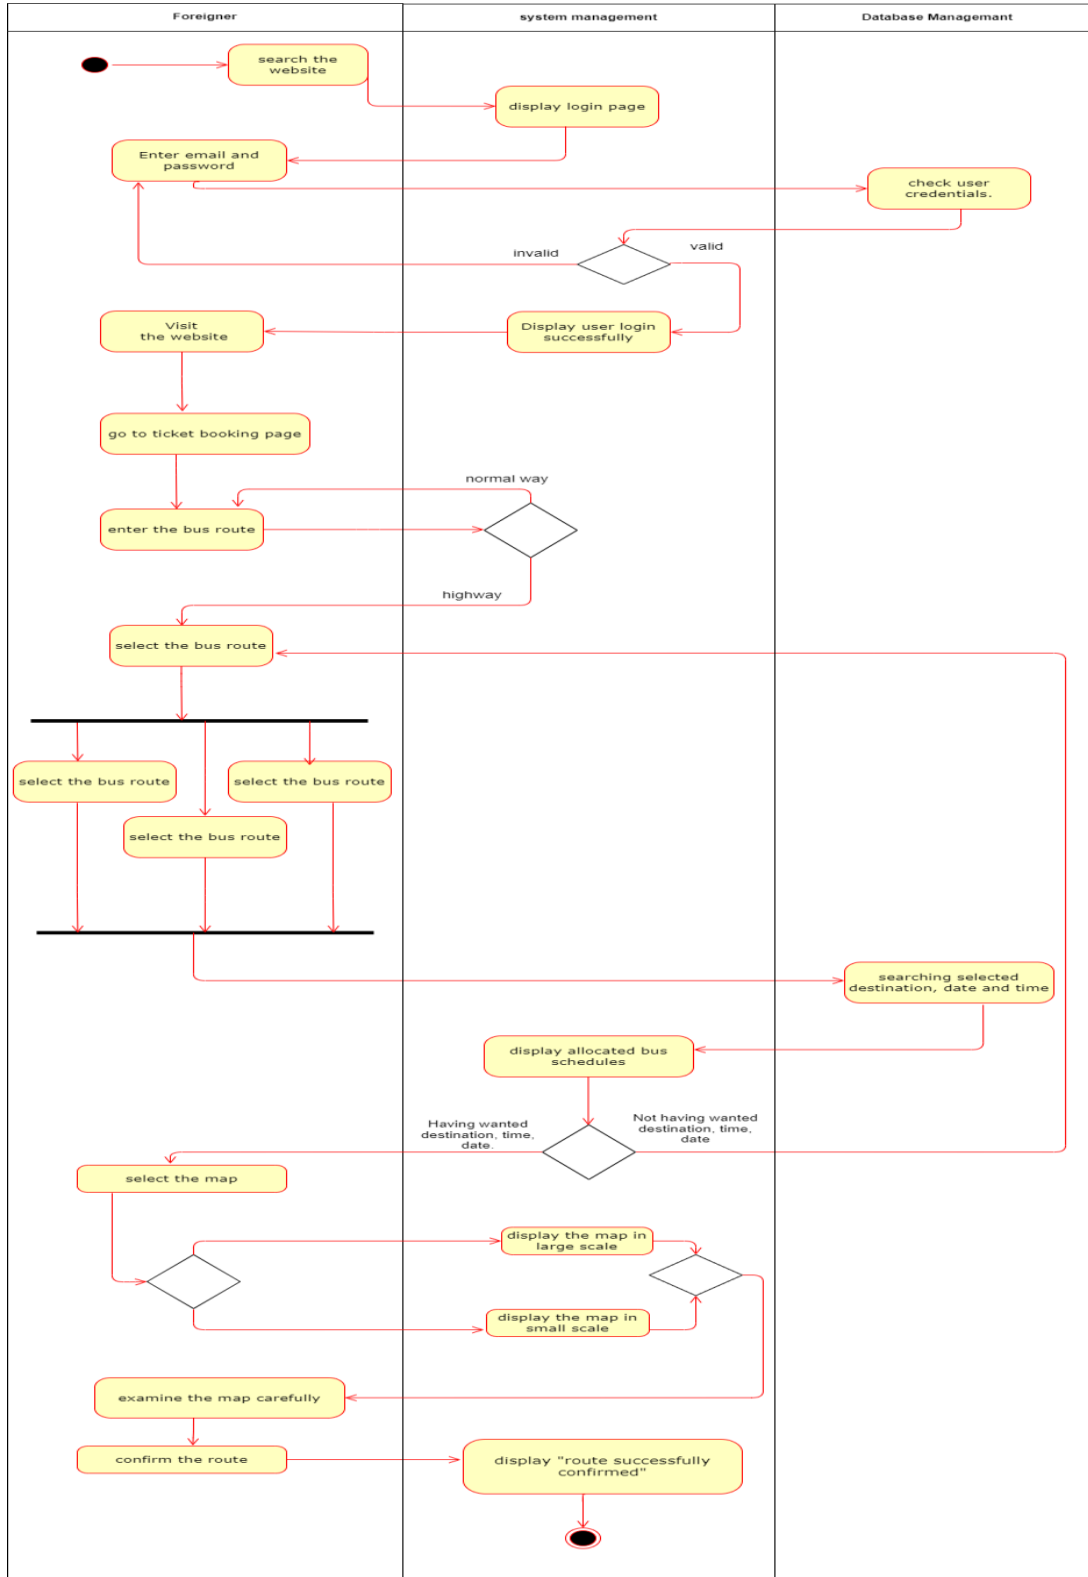 Foreigner
system management
Database Managemant
search the
website
display login page
Enter email and
password
check user
credentials.
invalid
valid
Visit
the website
Display user login
successfully
go to ticket booking page
normal way
enter the bus route
highway
select the bus route
select the bus route
select the bus route
select the bus route
searching selected
destination, date and time
display allocated bus
schedules
Having wanted
destination, time,
date.
Not having wanted
destination, time,
date
select the map
display the map in
large scale
display the map in
small scale
examine the map carefully
confirm the route
display "route successfully
confirmed"